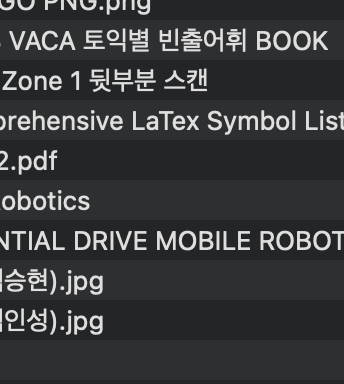 GO PNG.png
VACA 토익별 빈출어휘 BOOK
Zone 1 뒷부분 스캔
prehensive LaTex Symbol List
2.pdf
obotics
NTIAL DRIVE MOBILE ROBOT
승현).jpg
인성).jpg